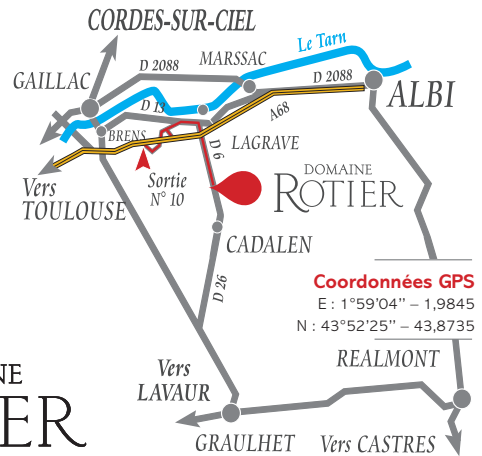 CORDES-SUR-CIEL
Le Tarn
MARSSAC
D 2088
GAILLAC
D 2088
ALBI
D 13
A68
BRENS
LAGRAVE
D 6
Vers
TOULOUSE
Sortie
N° 10
DOMAINE
ROTIER
CADALEN
Coordonnées GPS
E : 1°59’04’’ – 1,9845
N : 43°52’25’’ – 43,8735
D 26
REALMONT
Vers
LAVAUR
NE
ER
GRAULHET
Vers CASTRES